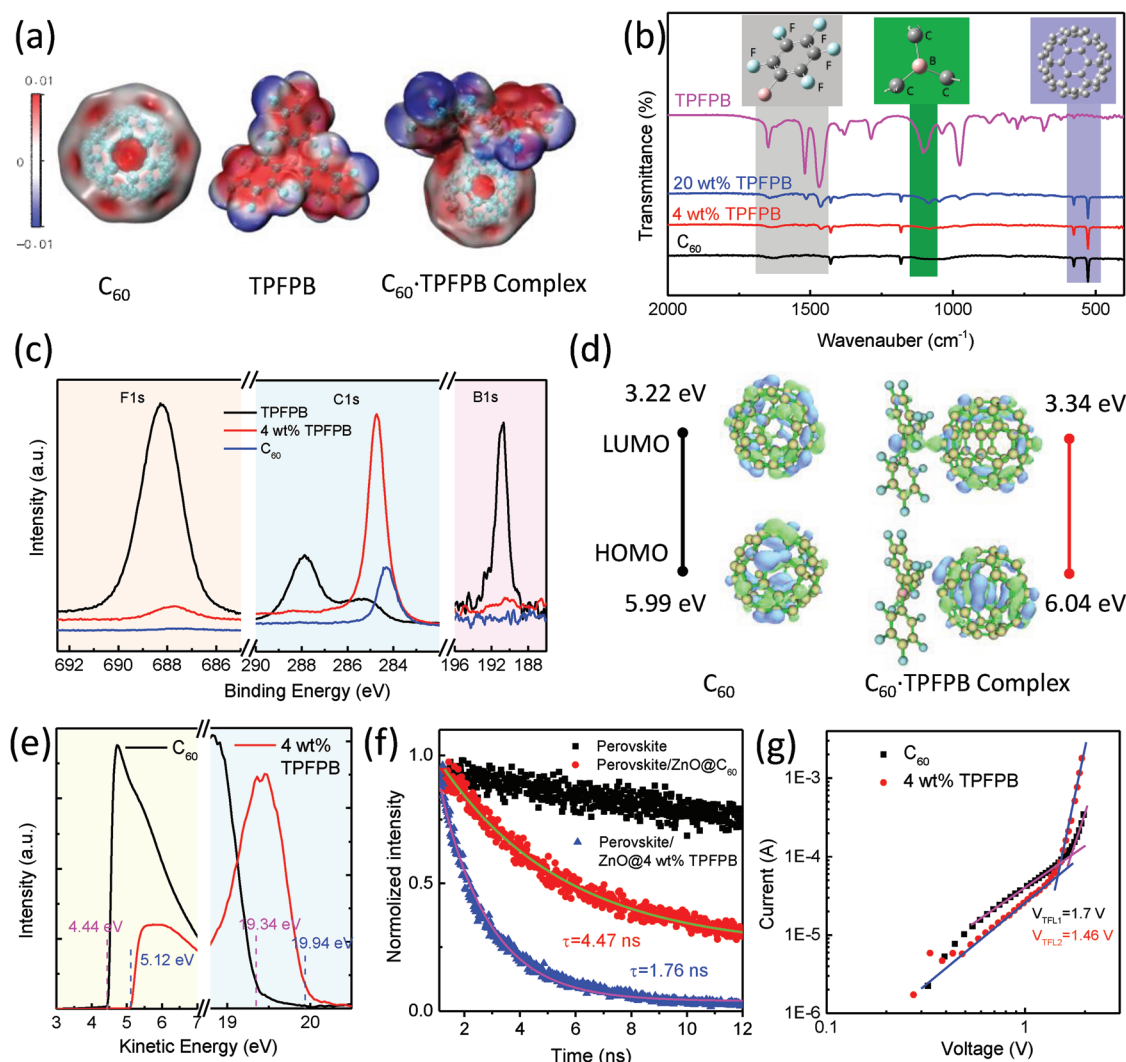 (a)
0.01
0
-0.01
C60
TPFPB
C60·TPFPB Complex
(b)
Transmittance (%)
F
F
F
F
F
C
B
C
C
TPFPB
20 wt% TPFPB
4 wt% TPFPB
C60
2000 1500 1000 500
Wavenauber (cm-1)
(c)
F1s
C1s
B1s
TPFPB
4 wt% TPFPB
C60
Intensity (a.u.)
692 690 688 686 290 288 286 284 196 194 192 190 188 186
Binding Energy (eV)
(d)
3.22 eV
LUMO
HOMO
5.99 eV
3.34 eV
6.04 eV
C60
C60·TPFPB Complex
(e)
C60
4 wt%
TPFPB
Intensity (a.u.)
4.44 eV
5.12 eV
19.34 eV
19.94 eV
3 4 5 6 7 19 20
Kinetic Energy (eV)
(f)
Normolized intensity
1.0
0.5
0.0
Perovskite
Perovskite/ZnO@C60
Perovskite/
ZnO@4 wt% TPFPB
τ=4.47 ns
τ=1.76 ns
2 4 6 8 10 12
Time (ns)
(g)
C60
4 wt% TPFPB
Current (A)
1E-3
1E-4
1E-5
1E-6
VTFL1=1.7 V
VTFL2=1.46 V
0.1 1
Voltage (V)